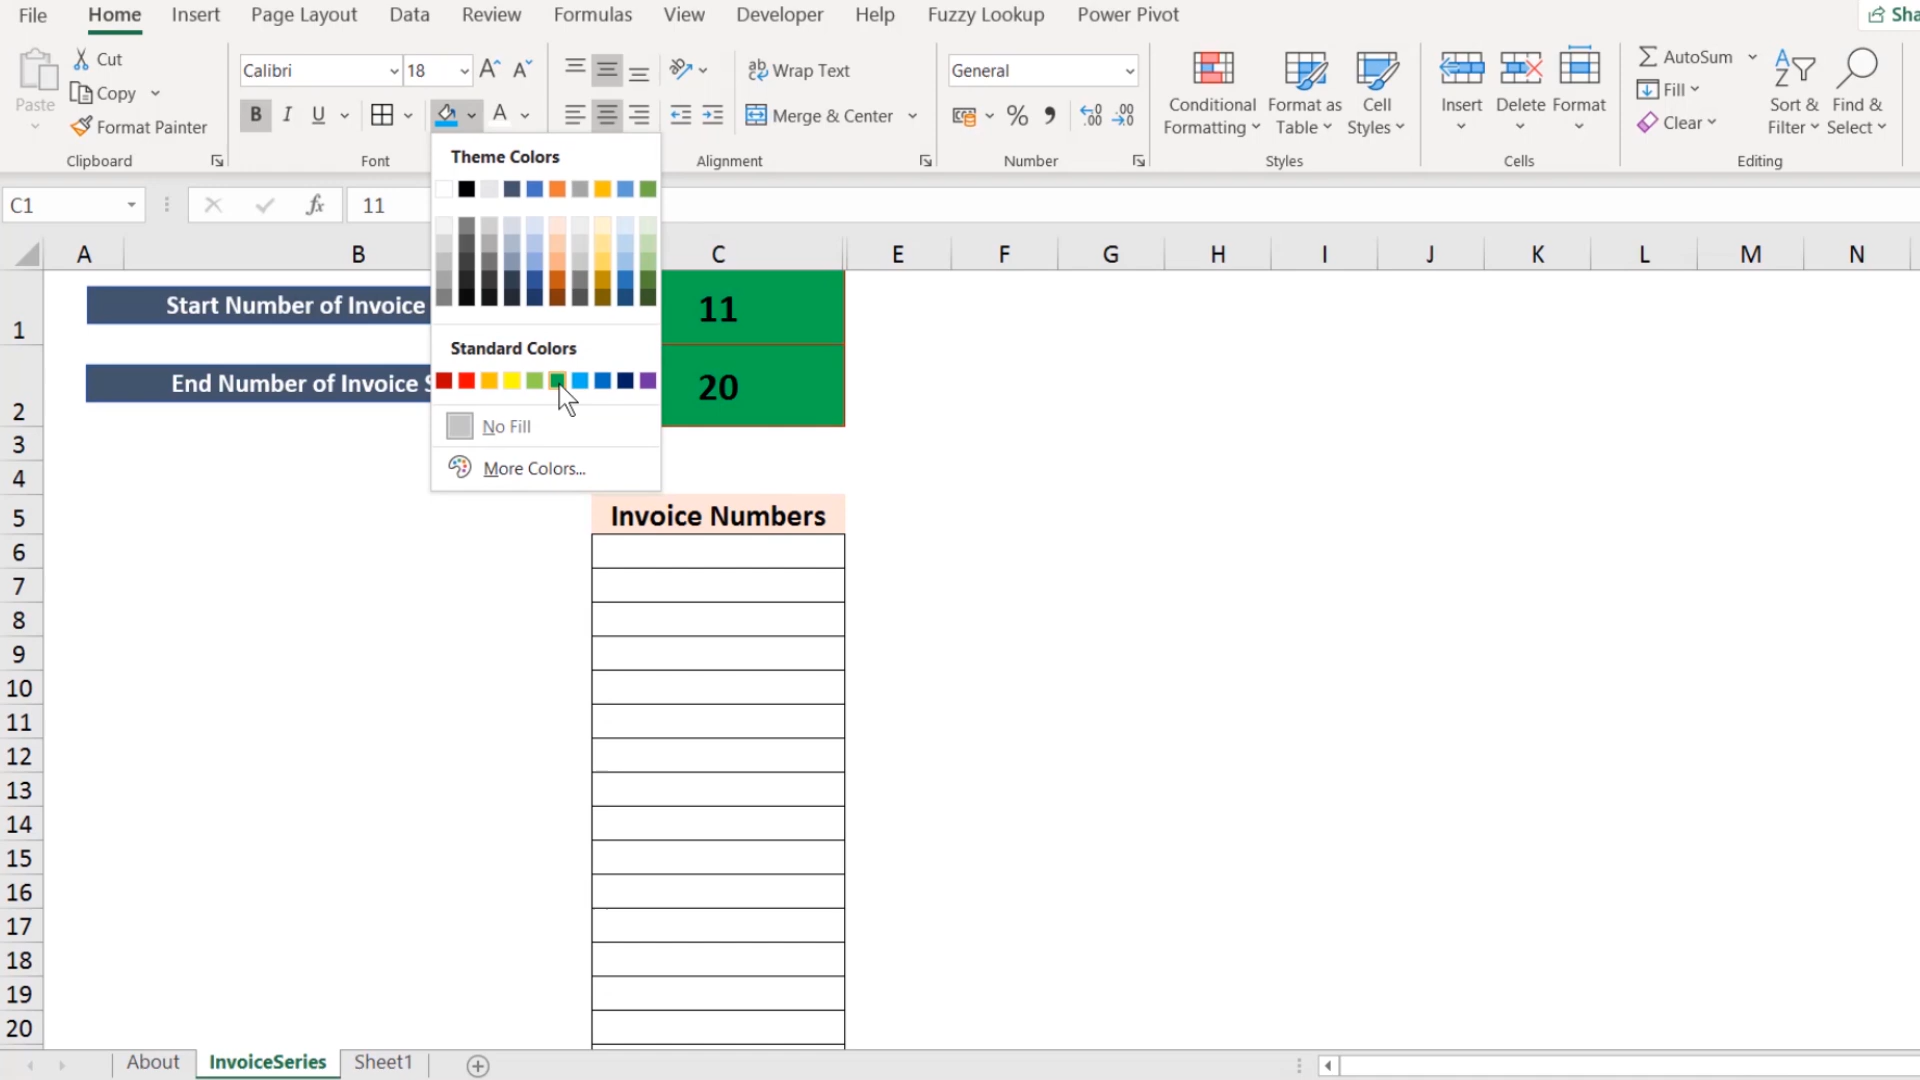 File Home Insert Page Layout Data Review Formulas View Developer Help Fuzzy Lookup Power Pivot
Paste
Cut
Copy
Format Painter
Clipboard
Calibri 18
B I U A
Font
Wrap Text
Merge & Center
Alignment
General
% , .00
Number
Conditional Formatting
Format as Table
Cell Styles
Styles
Insert Delete Format
Cells
AutoSum
Fill
Clear
Sort & Filter
Find & Select
Editing
C1 fx 11
Theme Colors
Standard Colors
No Fill
More Colors...
A B C E F G H I J K L M N
1 Start Number of Invoice 11
2 End Number of Invoice 20
3
4
5 Invoice Numbers
6
7
8
9
10
11
12
13
14
15
16
17
18
19
20
About InvoiceSeries Sheet1